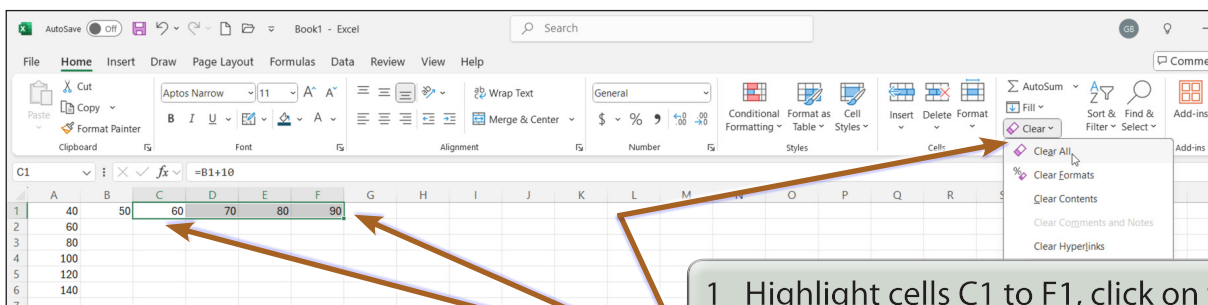 AutoSave Off Book1 - Excel Search GB
File Home Insert Draw Page Layout Formulas Data Review View Help
Paste Cut Copy Format Painter
Clipboard
Aptos Narrow 11 A^ A˅
B I U A
Font
Wrap Text
Merge & Center
Alignment
General
$ % 9 .00
Number
Conditional Formatting Format as Table Cell Styles
Styles
Insert Delete Format
Cells
AutoSum
Fill
Clear
Sort & Filter Find & Select
Add-ins
Add-ins
Clear All
Clear Formats
Clear Contents
Clear Comments and Notes
Clear Hyperlinks
C1 fx =B1+10
A B C D E F G H I J K L M N O P Q R
1 40 50 60 70 80 90
2 60
3 80
4 100
5 120
6 140
1 Highlight cells C1 to F1, click on